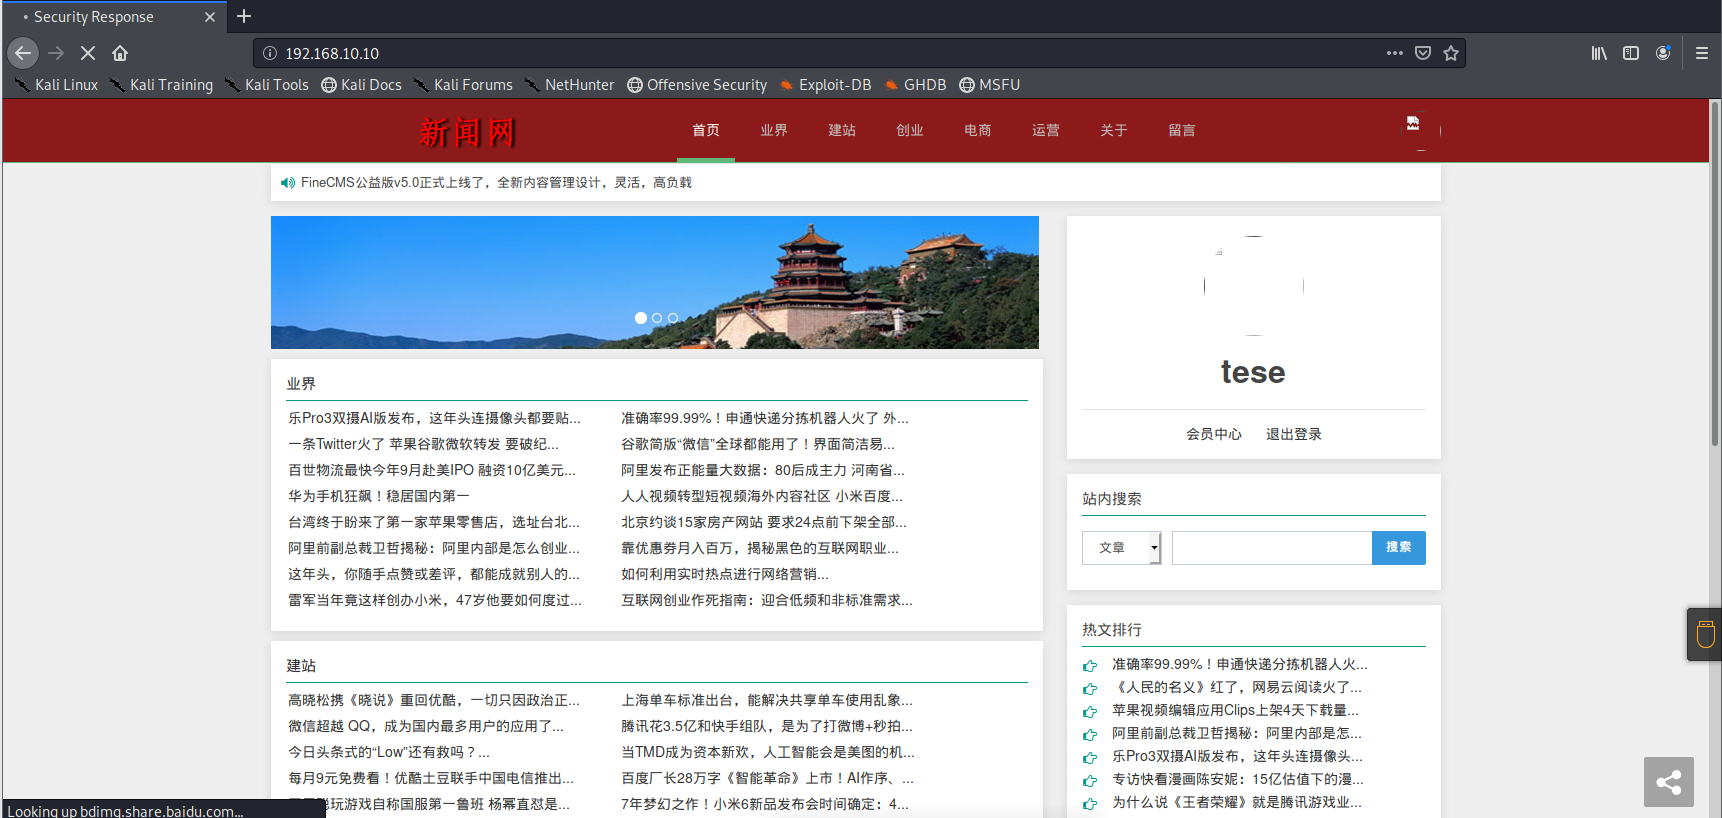 Security Response
192.168.10.10
Kali Linux Kali Training Kali Tools Kali Docs Kali Forums NetHunter Offensive Security Exploit-DB GHDB MSFU
新闻网 首页 业界 建站 创业 电商 运营 关于 留言
FineCMS公益版v5.0正式上线了，全新内容管理设计，灵活，高负载
业界
乐Pro3双摄AI版发布，这年头连摄像头都要贴...
准确率99.99%！申通快递分拣机器人火了 外...
一条Twitter火了 苹果谷歌微软转发 要破纪...
谷歌简版“微信”全球都能用了！界面简洁易...
百世物流最快今年9月赴美IPO 融资10亿美元...
阿里发布正能量大数据：80后成主力 河南省...
华为手机狂飙！稳居国内第一
人人视频转型短视频海外内容社区 小米百度...
台湾终于盼来了第一家苹果零售店，选址台北...
北京约谈15家房产网站 要求24点前下架全部...
阿里前副总裁卫哲揭秘：阿里内部是怎么创业...
靠优惠券月入百万，揭秘黑色的互联网职业...
这年头，你随手点赞或差评，都能成就别人的...
如何利用实时热点进行网络营销...
雷军当年竟这样创办小米，47岁他要如何度过...
互联网创业作死指南：迎合低频和非标准需求...
建站
高晓松携《晓说》重回优酷，一切只因政治正...
上海单车标准出台，能解决共享单车使用乱象...
微信超越 QQ，成为国内最多用户的应用了...
腾讯花3.5亿和快手组队，是为了打微博+秒拍...
今日头条式的“Low”还有救吗？...
当TMD成为资本新欢，人工智能会是美图的机...
每月9元免费看！优酷土豆联手中国电信推出...
百度厂长28万字《智能革命》上市！AI作序、...
玩游戏自称国服第一鲁班 杨幂直怼是...
7年梦幻之作！小米6新品发布会时间确定：4...
tese
会员中心 退出登录
站内搜索
文章 搜索
热文排行
准确率99.99%！申通快递分拣机器人火...
《人民的名义》红了，网易云阅读火了...
苹果视频编辑应用Clips上架4天下载量...
阿里前副总裁卫哲揭秘：阿里内部是怎...
乐Pro3双摄AI版发布，这年头连摄像头...
专访快看漫画陈安妮：15亿估值下的漫...
为什么说《王者荣耀》就是腾讯游戏业...
Looking up bdimg.share.baidu.com...